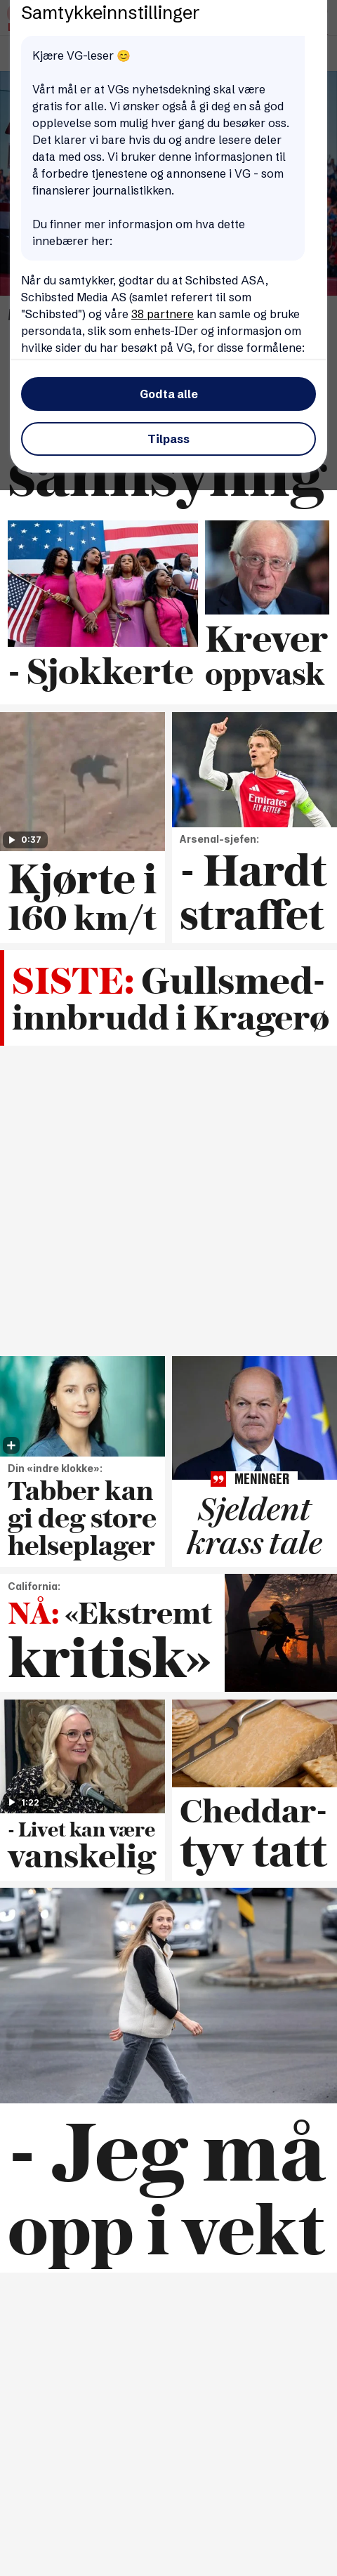 Samtykkeinnstillinger
Kjære VG-leser 😊
Vårt mål er at VGs nyhetsdekning skal være
gratis for alle. Vi ønsker også å gi deg en så god
opplevelse som mulig hver gang du besøker oss.
Det klarer vi bare hvis du og andre lesere deler
data med oss. Vi bruker denne informasjonen til
å forbedre tjenestene og annonsene i VG - som
finansierer journalistikken.
Du finner mer informasjon om hva dette
innebærer her:
Når du samtykker, godtar du at Schibsted ASA,
Schibsted Media AS (samlet referert til som
"Schibsted") og våre 38 partnere kan samle og bruke
persondata, slik som enhets-IDer og informasjon om
hvilke sider du har besøkt på VG, for disse formålene:
Godta alle
Tilpass
sannsynlig
- Sjokkerte
Krever
oppvask
0:37
Kjørte i
160 km/t
Arsenal-sjefen:
- Hardt
straffet
SISTE: Gullsmed-
innbrudd i Kragerø
Din «indre klokke»:
Tabber kan
gi deg store
helseplager
MENINGER
Sjeldent
krass tale
California:
NÅ: «Ekstremt
kritisk»
1:22
- Livet kan være
vanskelig
Cheddar-
tyv tatt
- Jeg må
opp i vekt